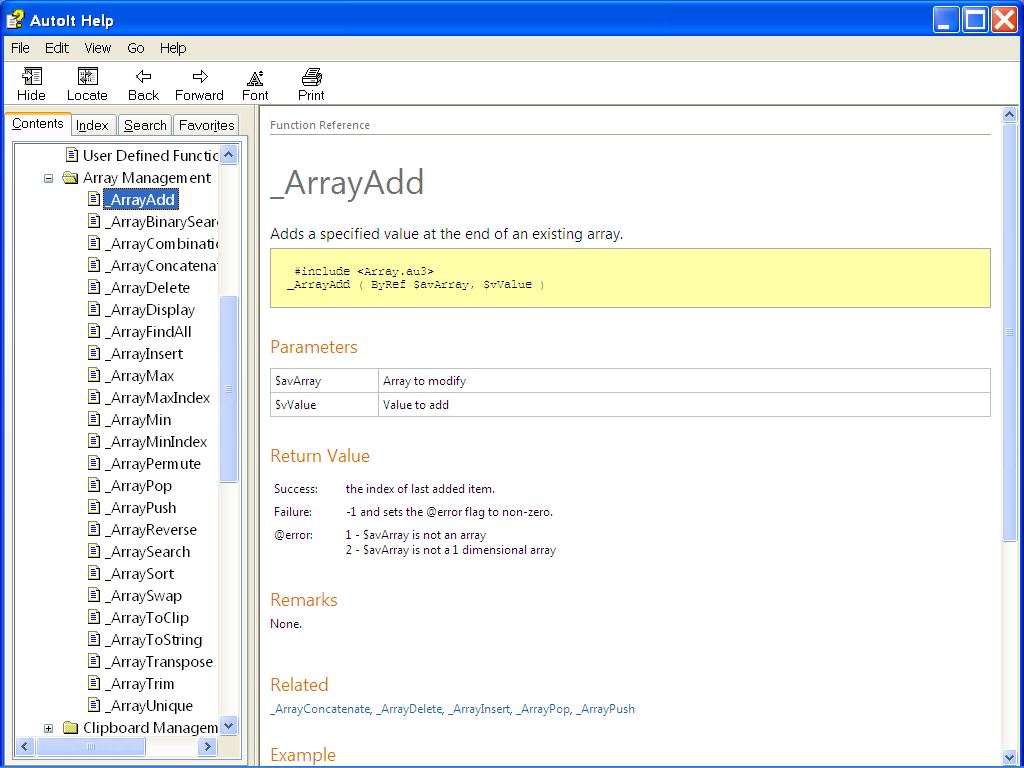 AutoIt Help
File Edit View Go Help
Hide Locate Back Forward Font Print
Contents Index Search Favorites
User Defined Functic
Array Management
_ArrayAdd
_ArrayBinarySear
_ArrayCombinatic
_ArrayConcatena
_ArrayDelete
_ArrayDisplay
_ArrayFindAll
_ArrayInsert
_ArrayMax
_ArrayMaxIndex
_ArrayMin
_ArrayMinIndex
_ArrayPermute
_ArrayPop
_ArrayPush
_ArrayReverse
_ArraySearch
_ArraySort
_ArraySwap
_ArrayToClip
_ArrayToString
_ArrayTranspose
_ArrayTrim
_ArrayUnique
Clipboard Managem
Function Reference
_ArrayAdd
Adds a specified value at the end of an existing array.
#include <Array.au3>
_ArrayAdd ( ByRef $avArray, $vValue )
Parameters
$avArray Array to modify
$vValue Value to add
Return Value
Success: the index of last added item.
Failure: -1 and sets the @error flag to non-zero.
@error: 1 - $avArray is not an array
2 - $avArray is not a 1 dimensional array
Remarks
None.
Related
_ArrayConcatenate, _ArrayDelete, _ArrayInsert, _ArrayPop, _ArrayPush
Example